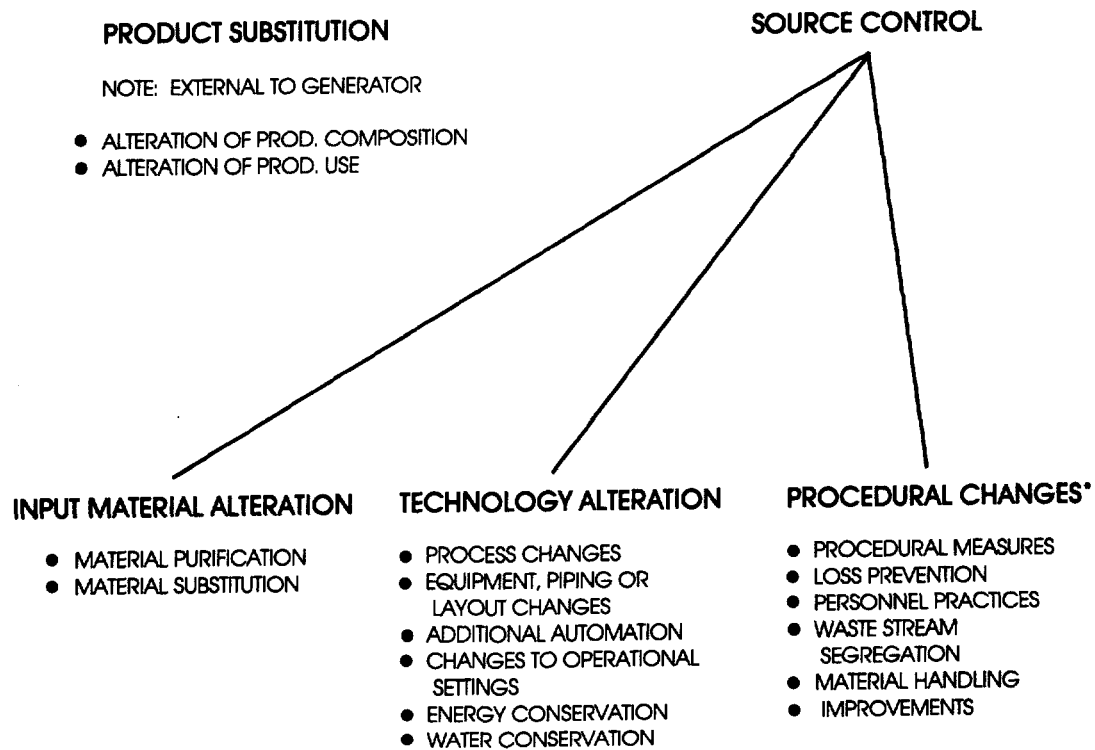 PRODUCT SUBSTITUTION
NOTE: EXTERNAL TO GENERATOR
● ALTERATION OF PROD. COMPOSITION
● ALTERATION OF PROD. USE
SOURCE CONTROL
INPUT MATERIAL ALTERATION
● MATERIAL PURIFICATION
● MATERIAL SUBSTITUTION
TECHNOLOGY ALTERATION
● PROCESS CHANGES
● EQUIPMENT, PIPING OR
LAYOUT CHANGES
● ADDITIONAL AUTOMATION
● CHANGES TO OPERATIONAL
SETTINGS
● ENERGY CONSERVATION
● WATER CONSERVATION
PROCEDURAL CHANGES*
● PROCEDURAL MEASURES
● LOSS PREVENTION
● PERSONNEL PRACTICES
● WASTE STREAM
SEGREGATION
● MATERIAL HANDLING
● IMPROVEMENTS